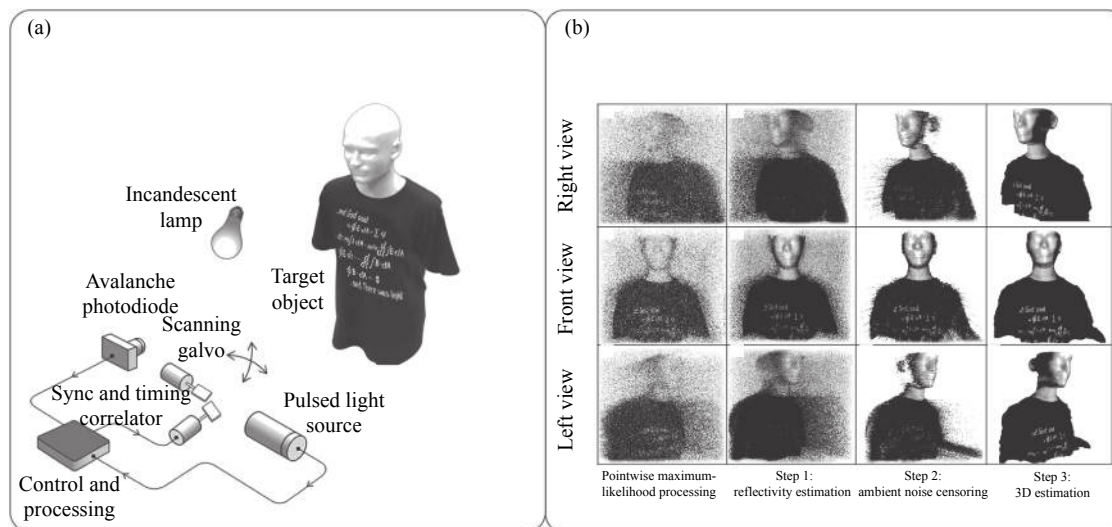 (a)
Incandescent
lamp
Target
object
Avalanche
photodiode
Scanning
galvo
Sync and timing
correlator
Pulsed light
source
Control and
processing
(b)
Right view
Front view
Left view
Pointwise maximum-
likelihood processing
Step 1:
reflectivity estimation
Step 2:
ambient noise censoring
Step 3:
3D estimation